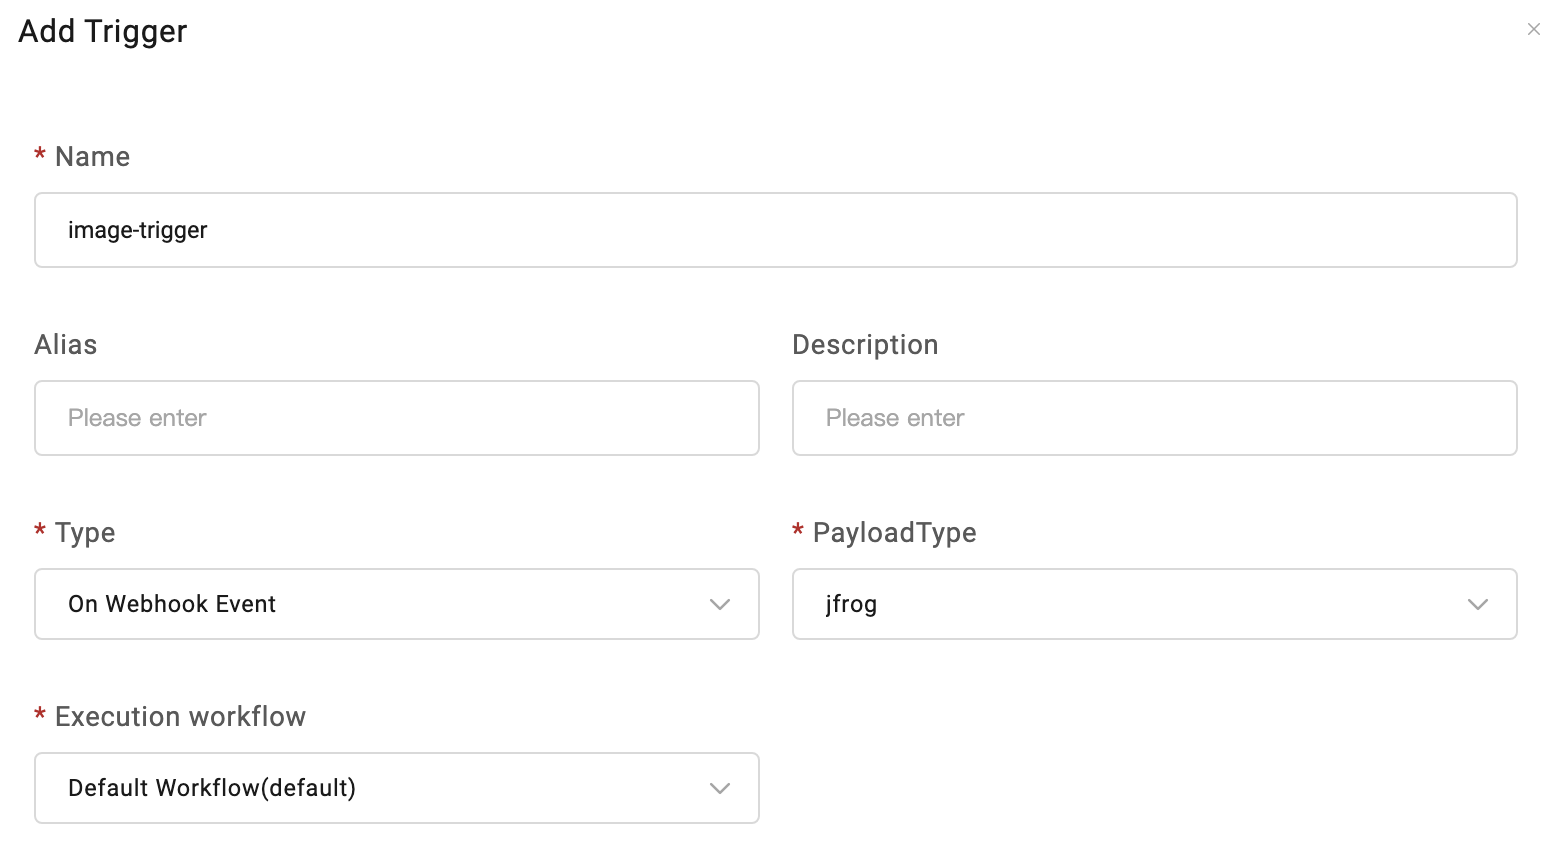 Add Trigger
* Name
image-trigger
Alias
Description
Please enter
Please enter
* Type
* PayloadType
On Webhook Event
jfrog
* Execution workflow
Default Workflow(default)